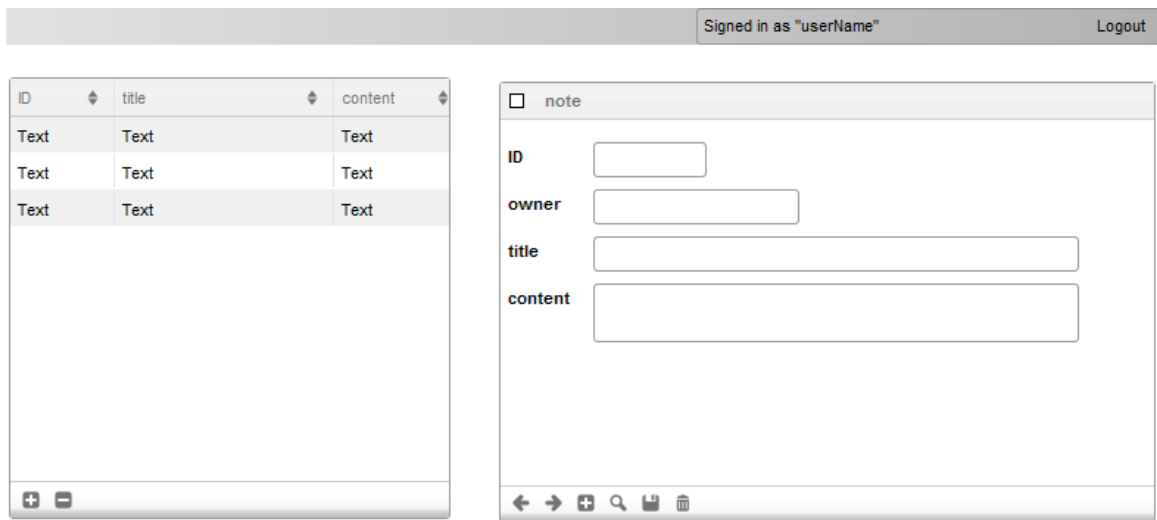 Signed in as "userName" Logout
ID title content
Text Text Text
Text Text Text
Text Text Text
note
ID
owner
title
content